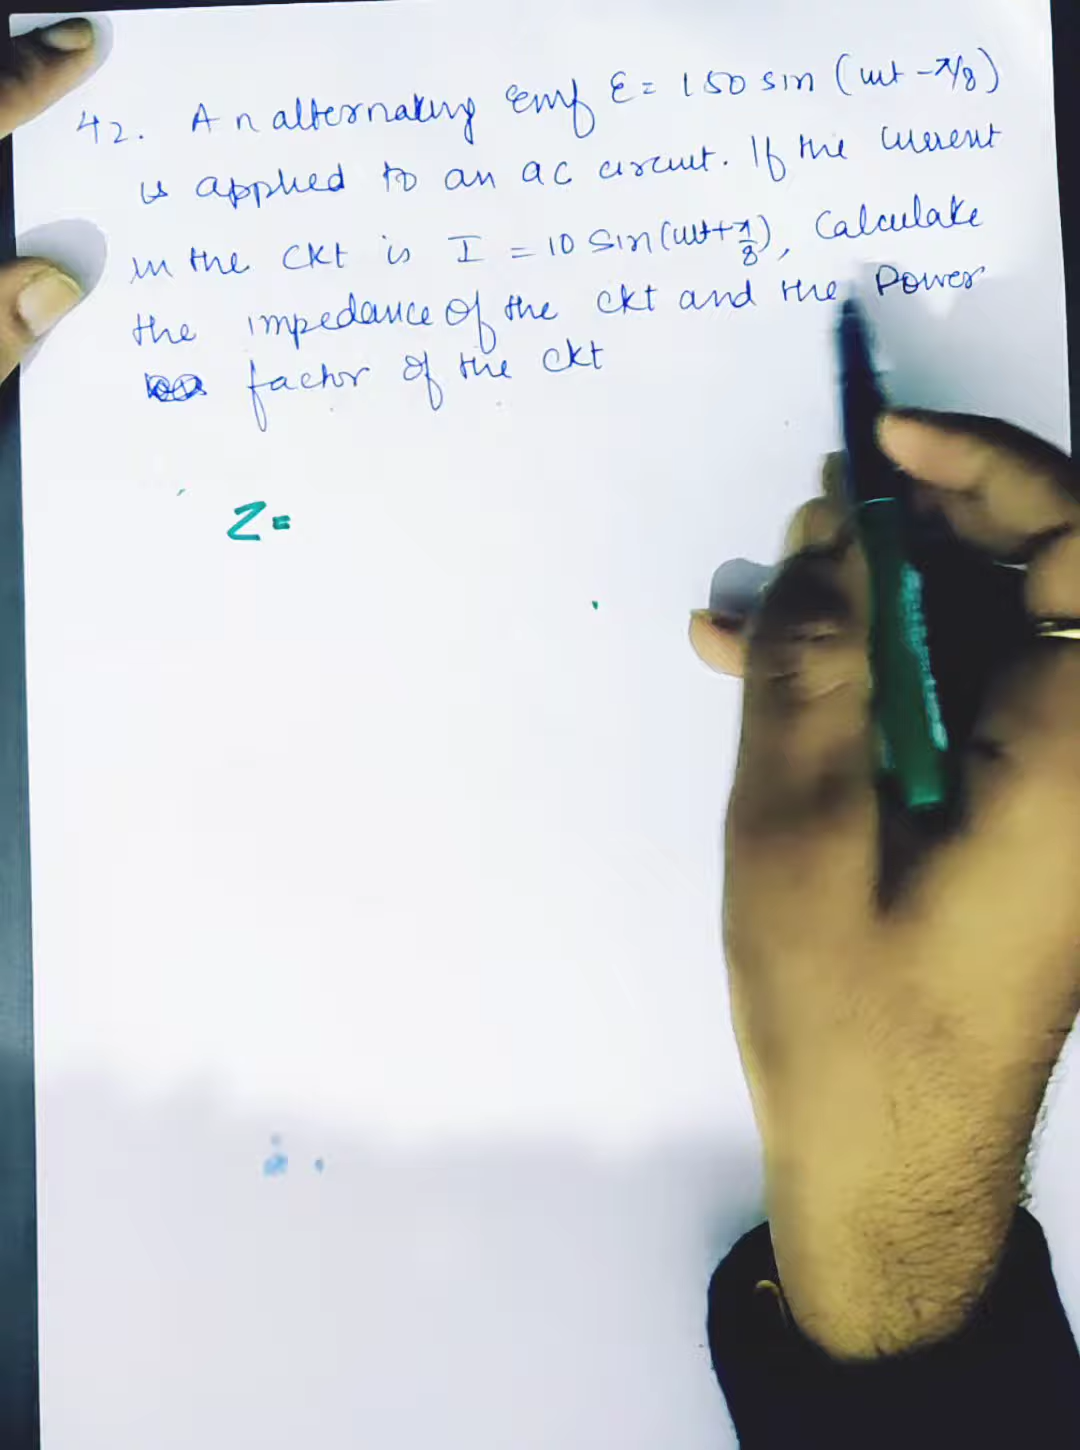 42. An alternating Emf ε = 150 sin (ωt - π/8)
is applied to an ac circuit. If the current
in the ckt is I = 10 sin(ωt + π/8), Calculate
the impedance of the ckt and the Power
factor of the ckt
Z =